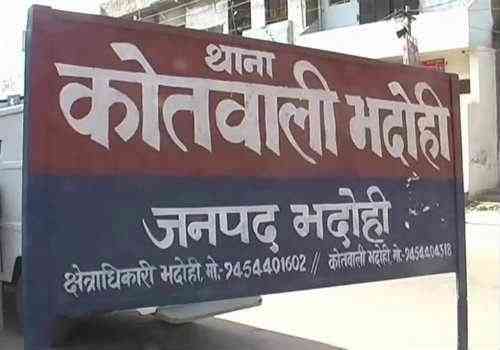 थाना
कोतवाली भदोही
जनपद भदोही
क्षेत्राधिकारी भदोही, मो:-9454401602 // कोतवाली भदोही, मो:-9454404318